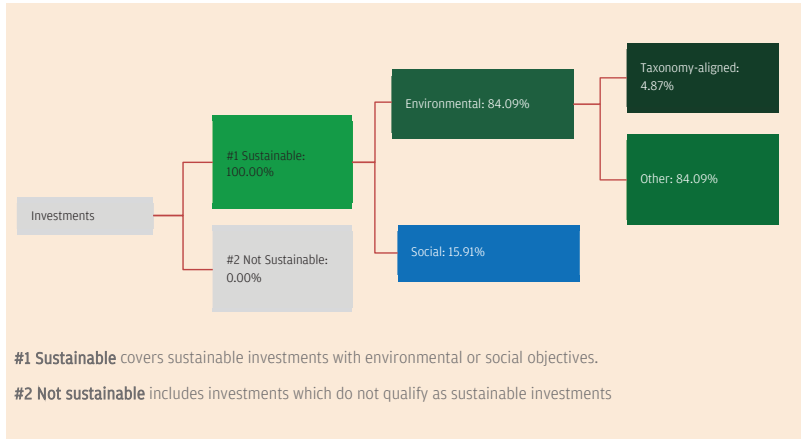 Taxonomy-aligned:
4.87%
Environmental: 84.09%
#1 Sustainable:
100.00%
Other: 84.09%
Investments
#2 Not Sustainable:
0.00%
Social: 15.91%
#1 Sustainable covers sustainable investments with environmental or social objectives.
#2 Not sustainable includes investments which do not qualify as sustainable investments